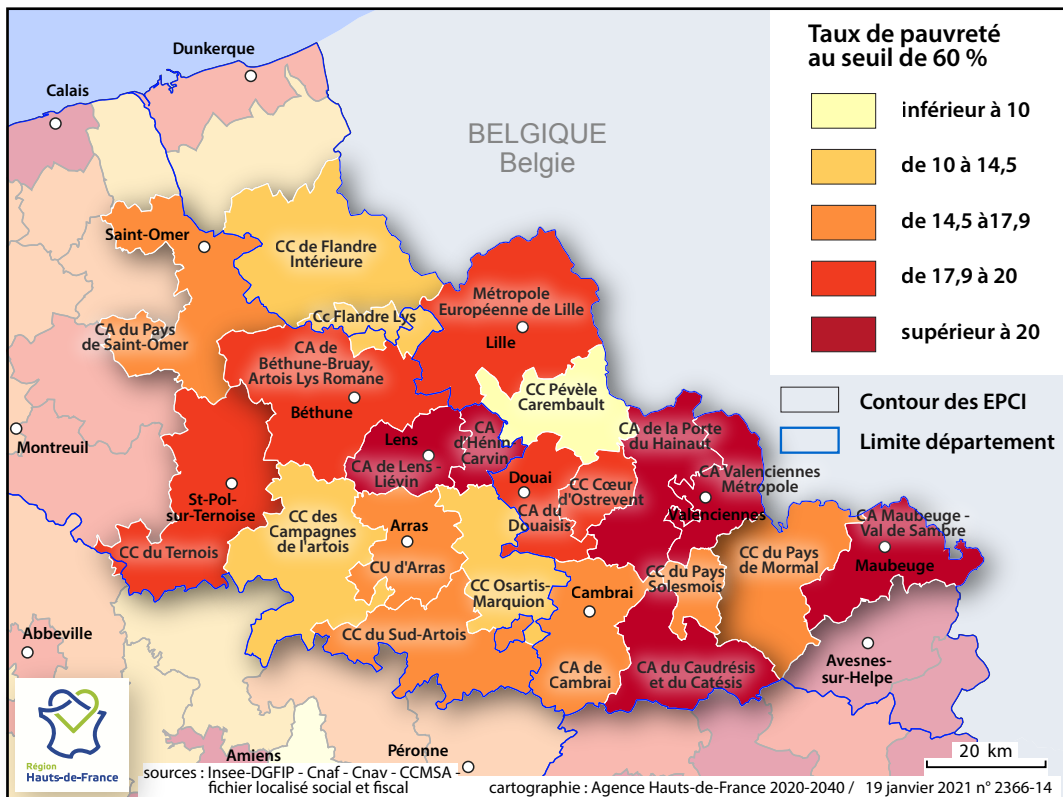 Taux de pauvreté
au seuil de 60 %
inférieur à 10
de 10 à 14,5
de 14,5 à17,9
de 17,9 à 20
supérieur à 20
Contour des EPCI
Limite département
Dunkerque
Calais
BELGIQUE
Belgie
Saint-Omer
CC de Flandre
Intérieure
CA du Pays
de Saint-Omer
Cc Flandre Lys
Métropole
Européenne de Lille
Lille
CA de
Béthune-Bruay,
Artois Lys Romane
Béthune
CC Pévèle
Carembault
Montreuil
Lens
CA de Lens -
Liévin
CA
d'Hénin
Carvin
CA de la Porte
du Hainaut
St-Pol-
sur-Ternoise
CC du Ternois
CC des
Campagnes
de l'artois
Arras
CU d'Arras
Douai
CA du
Douaisis
CC Cœur
d'Ostrevent
CA Valenciennes
Métropole
Valenciennes
CC Osartis-
Marquion
CC du Sud-Artois
Cambrai
CA de
Cambrai
CC du Pays
Solesmois
CC du Pays
de Mormal
CA Maubeuge -
Val de Sambre
Maubeuge
CA du Caudrésis
et du Catésis
Avesnes-
sur-Helpe
Abbeville
Amiens
Péronne
20 km
Région
Hauts-de-France
sources : Insee-DGFIP - Cnaf - Cnav - CCMSA -
fichier localisé social et fiscal
cartographie : Agence Hauts-de-France 2020-2040 / 19 janvier 2021 n° 2366-14